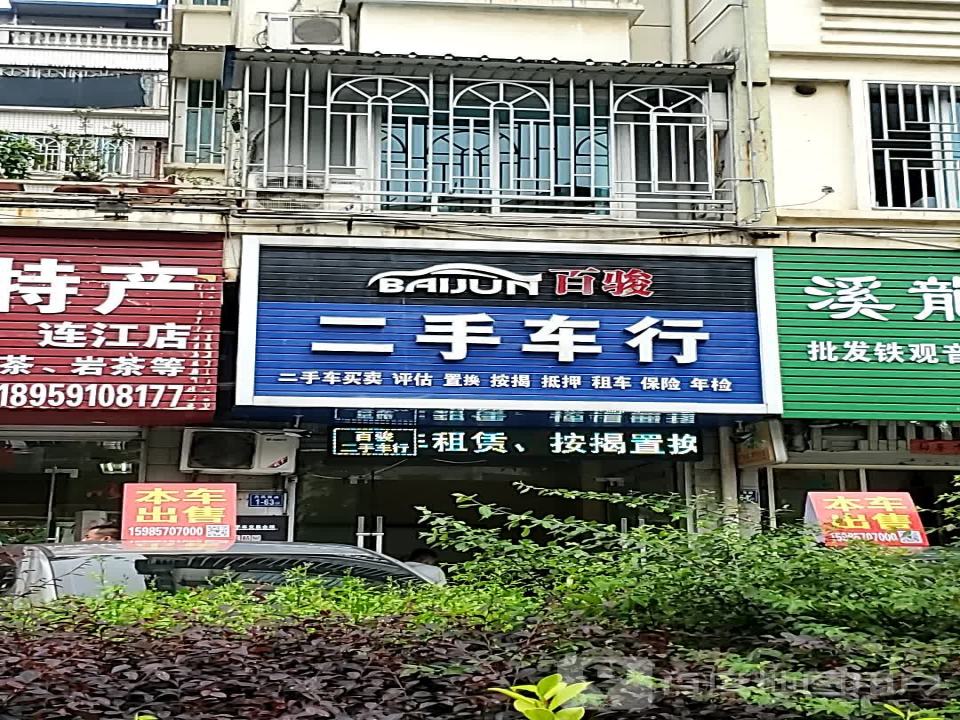 特产
连江店
茶、岩茶等
18959108177
BAIJUN 百骏
二手车行
二手车买卖 评估 置换 按揭 抵押 租车 保险 年检
溪龍
批发铁观音
百骏
二手车行
租赁、按揭置换
本车
出售
15985707000
本车
出售
15985707000